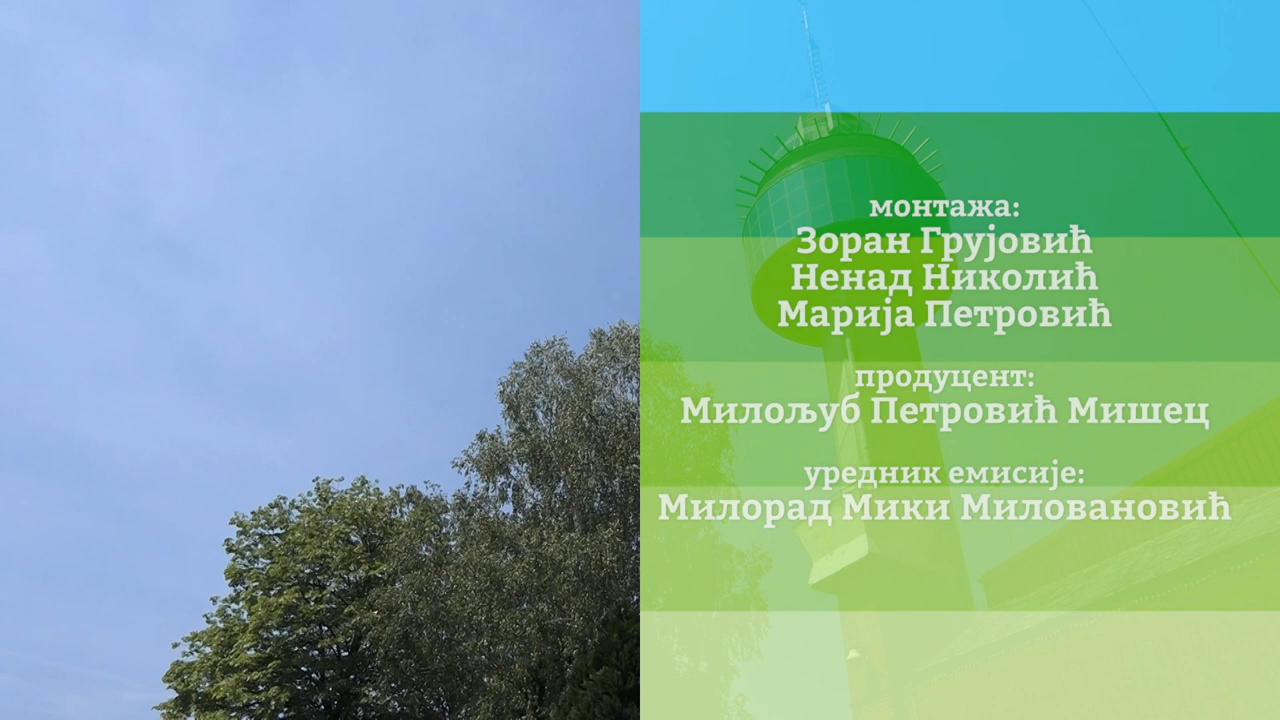 монтажа:
Зоран Грујовић
Ненад Николић
Марија Петровић
продуцент:
Милољуб Петровић Мишец
уредник емисије:
Милорад Мики Миловановић